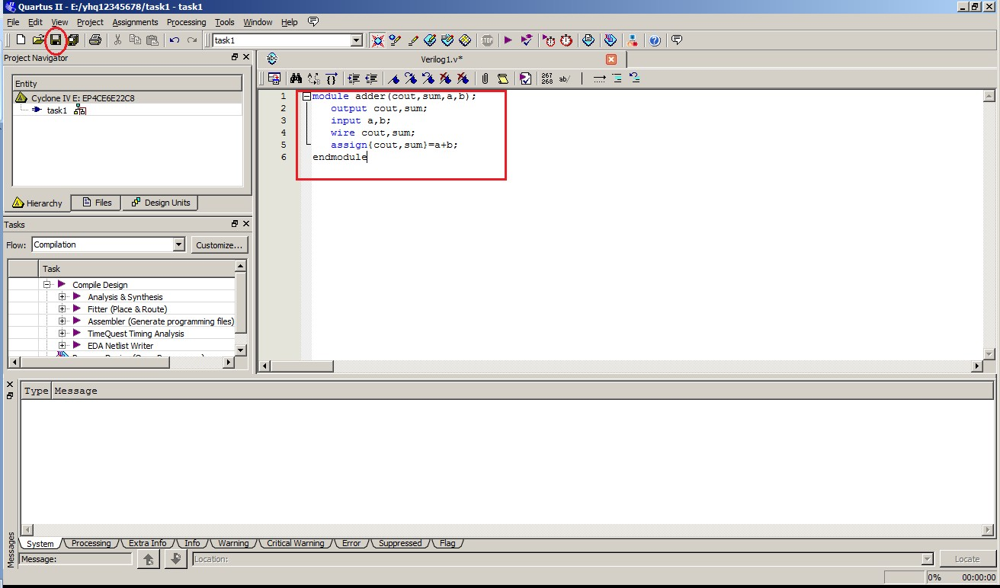 Quartus II - E:/yhq12345678/task1 - task1
File Edit View Project Assignments Processing Tools Window Help
task1
STOP
Project Navigator
Entity
Cyclone IV E: EP4CE6E22C8
task1
Hierarchy Files Design Units
Tasks
Flow: Compilation Customize...
Task
Compile Design
Analysis & Synthesis
Fitter (Place & Route)
Assembler (Generate programming files)
TimeQuest Timing Analysis
EDA Netlist Writer
abc Verilog1.v*
267
268 ab/
1 module adder(cout,sum,a,b);
2 output cout,sum;
3 input a,b;
4 wire cout,sum;
5 assign{cout,sum}=a+b;
6 endmodule
Type Message
System Processing Extra Info Info Warning Critical Warning Error Suppressed Flag
Messages
Message: Location: Locate
0% 00:00:00